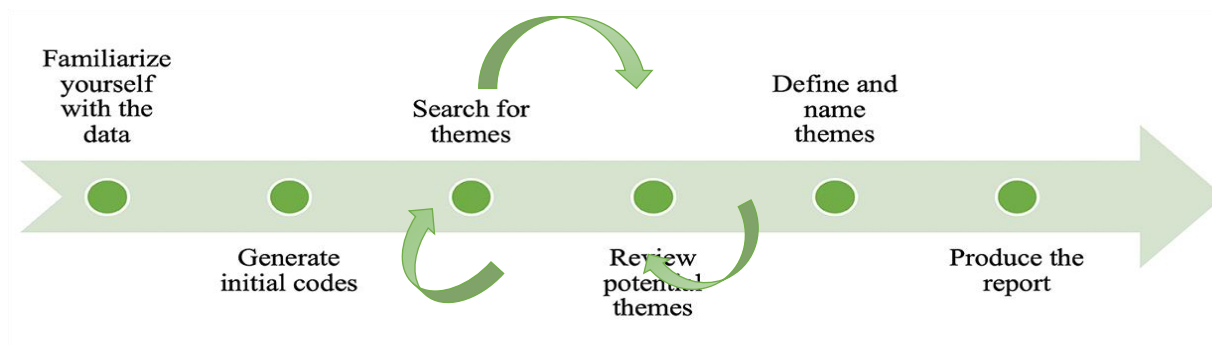 Familiarize
yourself
with the
data
Generate
initial codes
Search for
themes
Review
potential
themes
Define and
name
themes
Produce the
report